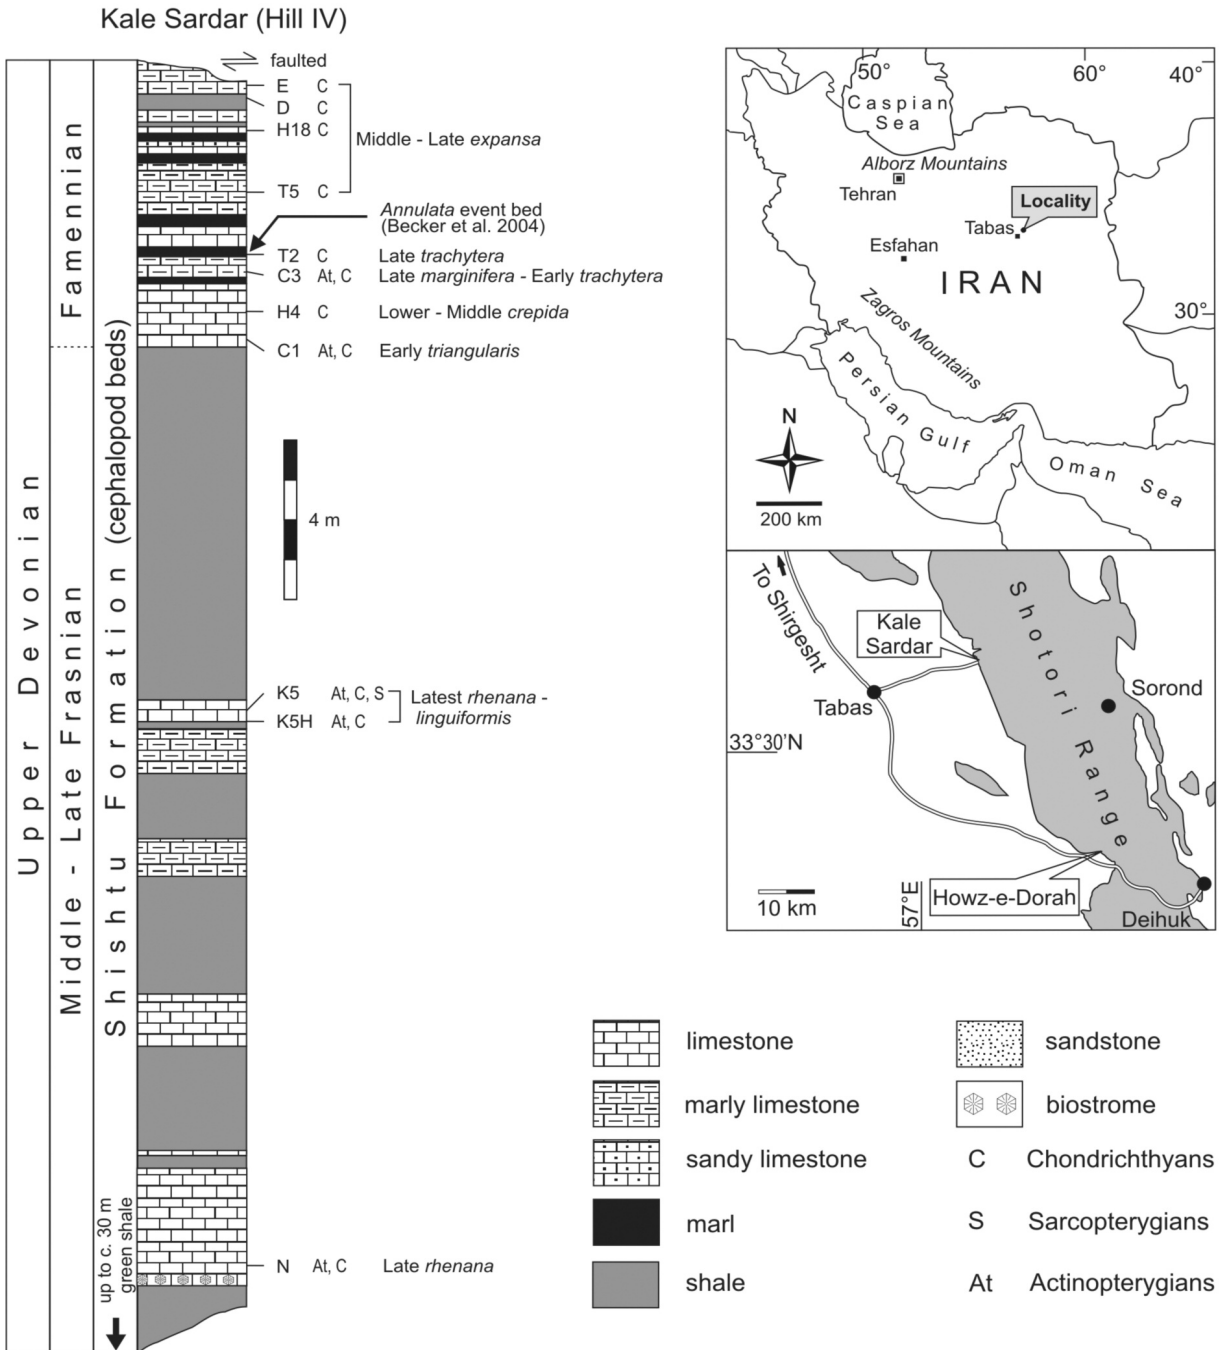 Kale Sardar (Hill IV)
faulted
E C
D C
H18 C
Middle - Late expansa
T5 C
Annulata event bed
(Becker et al. 2004)
T2 C Late trachytera
C3 At, C Late marginifera - Early trachytera
H4 C Lower - Middle crepida
C1 At, C Early triangularis
4 m
K5 At, C, S
Latest rhenana -
linguiformis
K5H At, C
N At, C Late rhenana
Upper Devonian
Famennian
Middle - Late Frasnian
Shishtu Formation (cephalopod beds)
up to c. 30 m
green shale
50°
60°
40°
Caspian
Sea
Alborz Mountains
Tehran
Locality
Tabas
Esfahan
IRAN
Zagros Mountains
30°
Persian Gulf
N
200 km
Oman Sea
To Shirgesht
Kale
Sardar
Shotori Range
Tabas
Sorond
33°30'N
Howz-e-Dorah
10 km
57°E
Deihuk
limestone
marly limestone
sandy limestone
marl
shale
sandstone
biostrome
C Chondrichthyans
S Sarcopterygians
At Actinopterygians